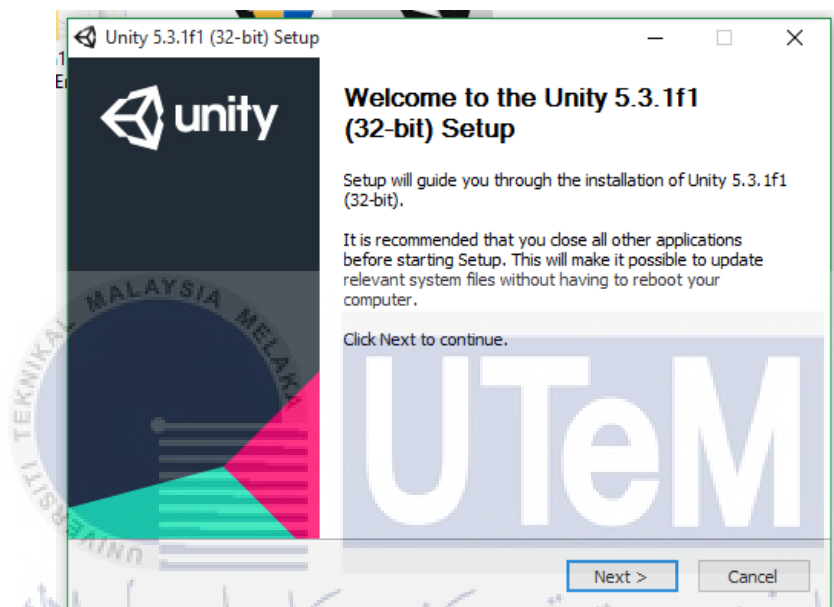 Unity 5.3.1f1 (32-bit) Setup
unity
Welcome to the Unity 5.3.1f1
(32-bit) Setup
Setup will guide you through the installation of Unity 5.3.1f1
(32-bit).
It is recommended that you close all other applications
before starting Setup. This will make it possible to update
relevant system files without having to reboot your
computer.
Click Next to continue.
UNIVERSITI TEKNIKAL MALAYSIA MELAKA
UTeM
Next >
Cancel